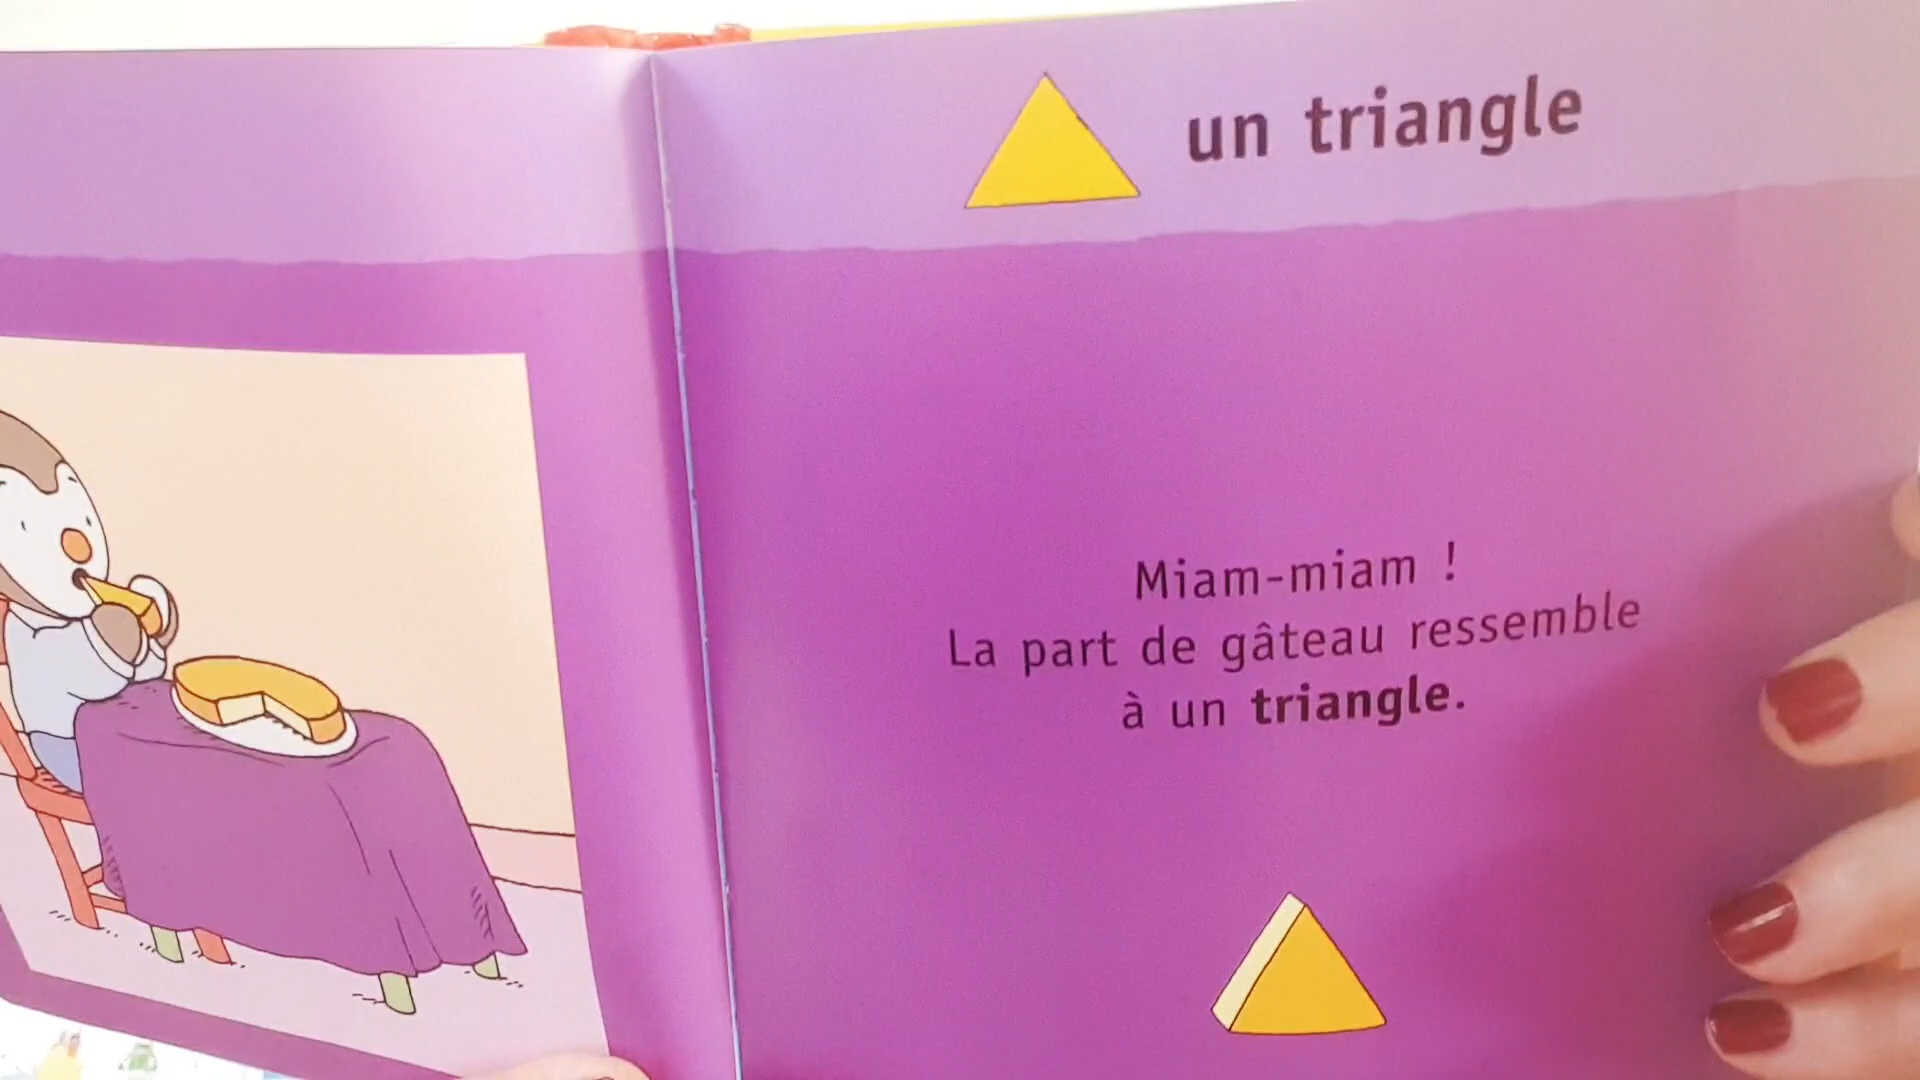 un triangle
Miam-miam !
La part de gâteau ressemble
à un triangle.